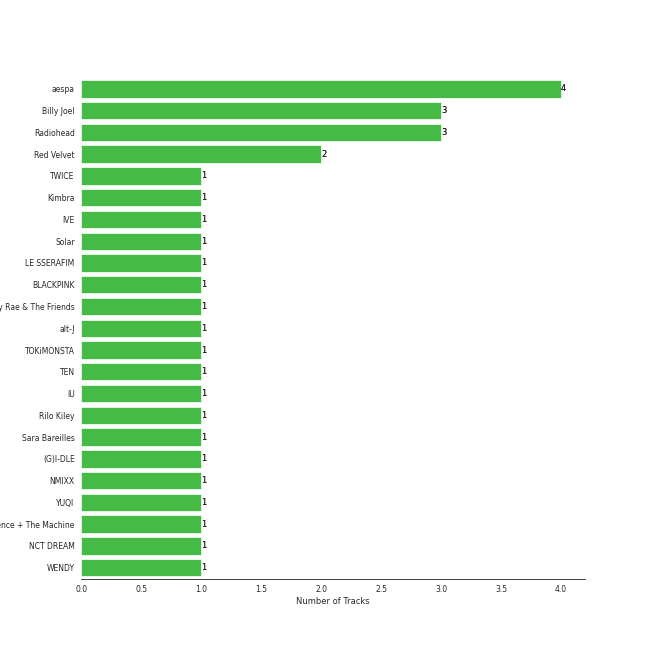 aespa 4
Billy Joel 3
Radiohead 3
Red Velvet 2
TWICE 1
Kimbra 1
IVE 1
Solar 1
LE SSERAFIM 1
BLACKPINK 1
Rae & The Friends 1
alt-J 1
TOKiMONSTA 1
TEN 1
IU 1
Rilo Kiley 1
Sara Bareilles 1
(G)I-DLE 1
NMIXX 1
YUQI 1
ence + The Machine 1
NCT DREAM 1
WENDY 1
0.0 0.5 1.0 1.5 2.0 2.5 3.0 3.5 4.0
Number of Tracks